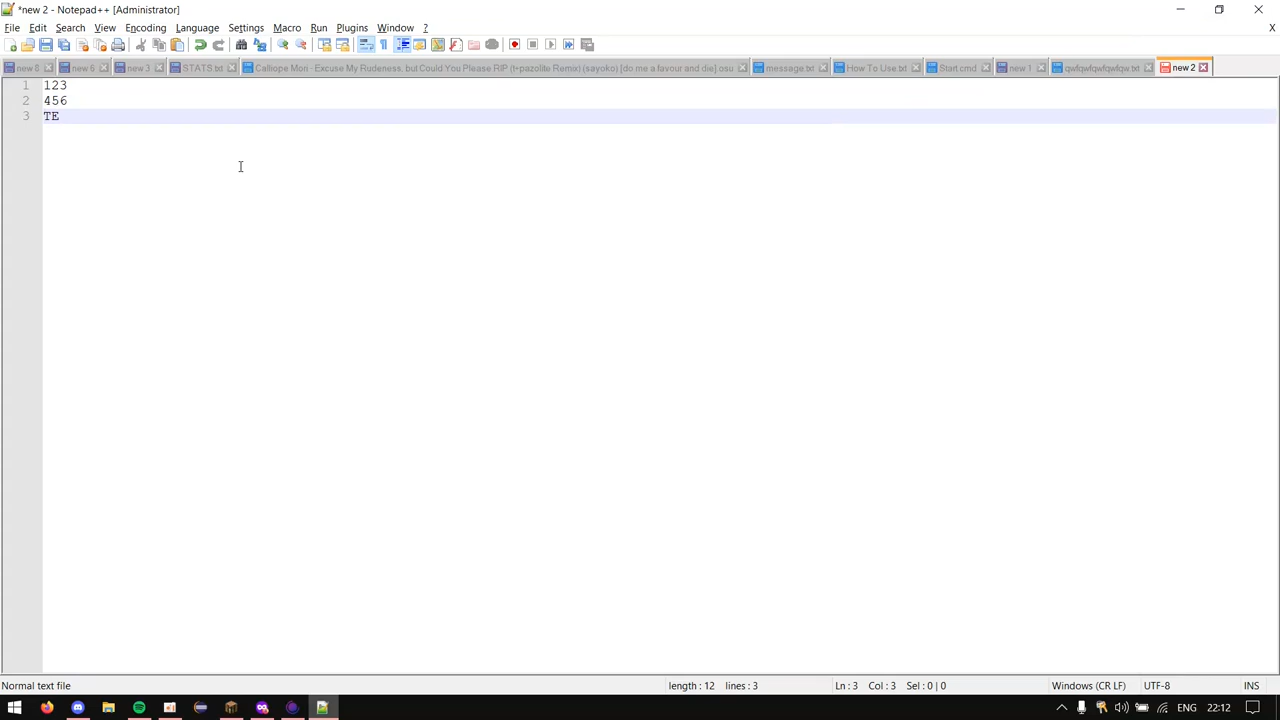 *new 2 - Notepad++ [Administrator]
File Edit Search View Encoding Language Settings Macro Run Plugins Window ? X
new 8 new 6 new 3 STATS.txt Calliope Mori - Excuse My Rudeness, but Could You Please RIP (t+pazolite Remix) (sayoko) [do me a favour and die].osu message.txt How To Use.txt Start.cmd new 1 qwfqwfqwfqwfqw.txt new 2
1 123
2 456
3 TE
Normal text file length : 12 lines : 3 Ln : 3 Col : 3 Sel : 0 | 0 Windows (CR LF) UTF-8 INS
ENG 22:12